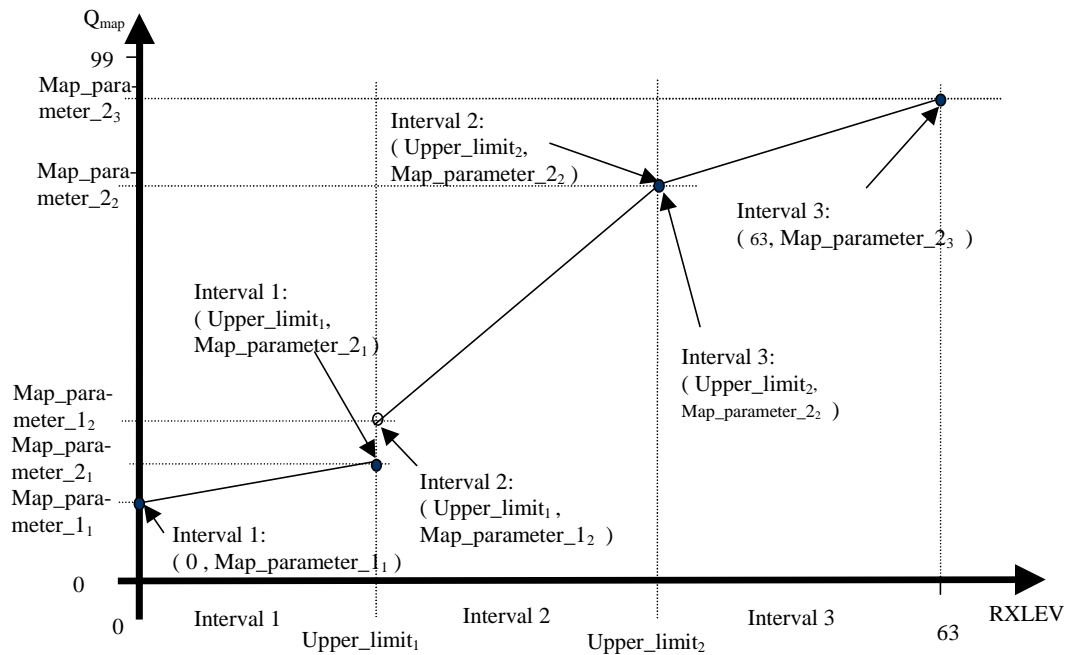 Qmap
99
Map_para-
meter_2₃
Interval 2:
( Upper_limit₂,
Map_parameter_2₂ )
Map_para-
meter_2₂
Interval 3:
( 63, Map_parameter_2₃ )
Interval 1:
( Upper_limit₁,
Map_parameter_2₁ )
Interval 3:
( Upper_limit₂,
Map_parameter_2₂ )
Map_para-
meter_1₂
Map_para-
meter_2₁
Map_para-
meter_1₁
Interval 2:
( Upper_limit₁ ,
Map_parameter_1₂ )
Interval 1:
( 0 , Map_parameter_1₁ )
0
0
Interval 1
Interval 2
Interval 3
RXLEV
Upper_limit₁
Upper_limit₂
63